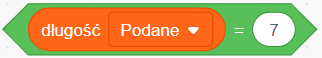 długość Podane = 7